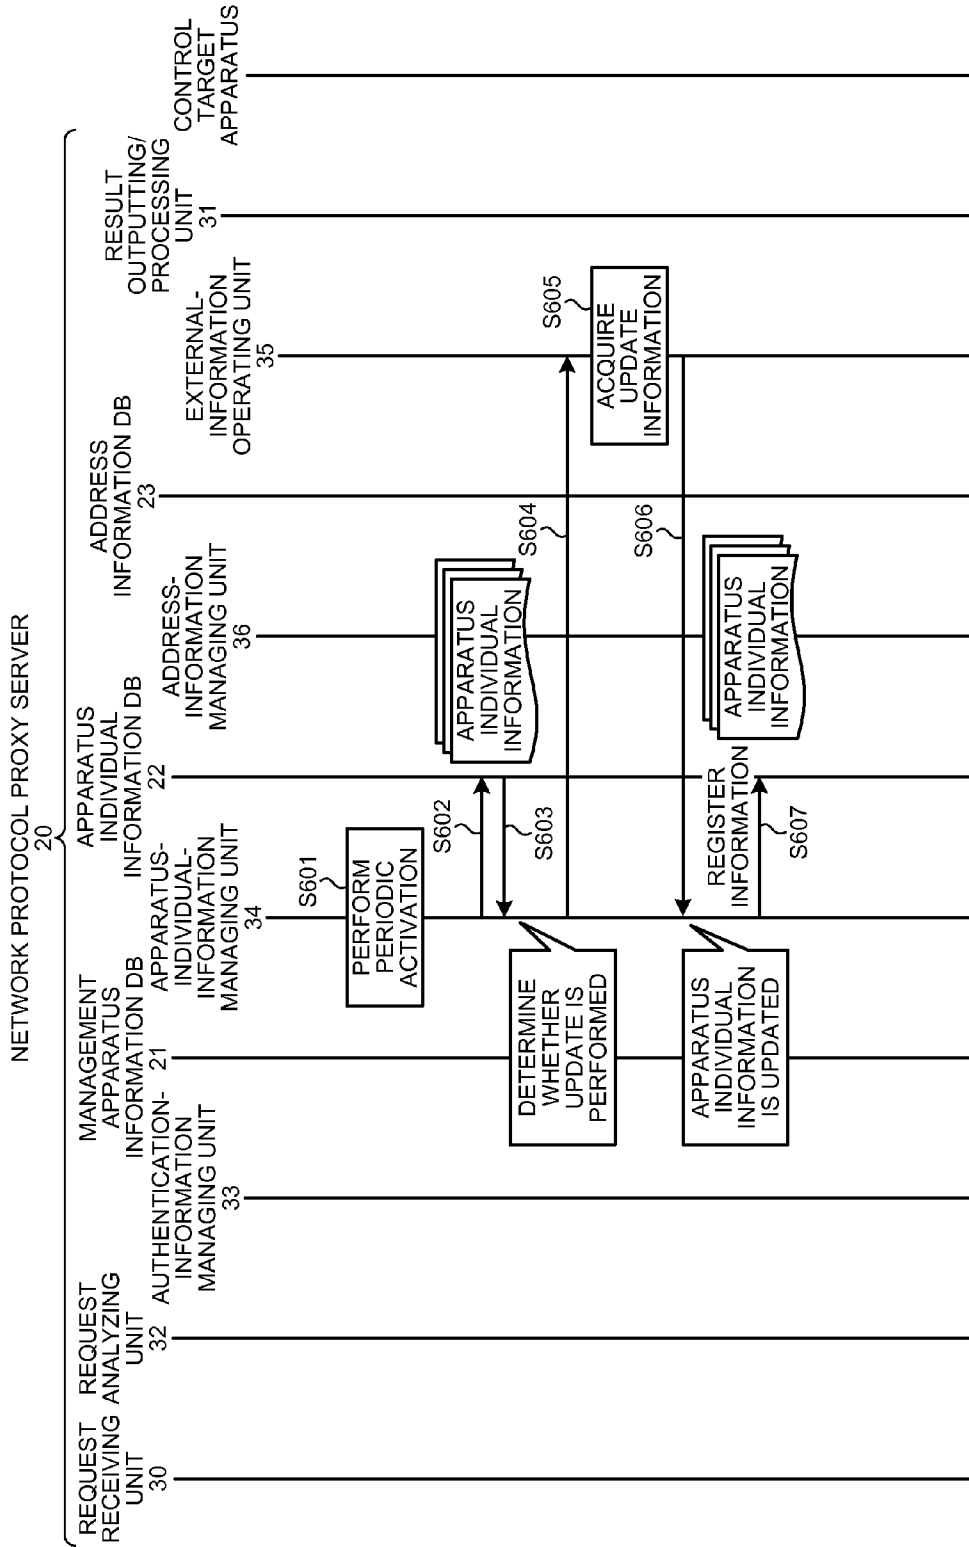 NETWORK PROTOCOL PROXY SERVER
20
REQUEST
RECEIVING
UNIT
30
REQUEST
ANALYZING
UNIT
32
AUTHENTICATION-
INFORMATION
MANAGING UNIT
33
MANAGEMENT
APPARATUS
INFORMATION DB
21
APPARATUS-
INDIVIDUAL-
INFORMATION
MANAGING UNIT
34
APPARATUS
INDIVIDUAL
INFORMATION DB
22
ADDRESS-
INFORMATION
MANAGING UNIT
36
ADDRESS
INFORMATION DB
23
EXTERNAL-
INFORMATION
OPERATING UNIT
35
RESULT
OUTPUTTING/
PROCESSING
UNIT
31
CONTROL
TARGET
APPARATUS
S601
PERFORM
PERIODIC
ACTIVATION
S602
APPARATUS
INDIVIDUAL
INFORMATION
S603
DETERMINE
WHETHER
UPDATE IS
PERFORMED
S604
S605
ACQUIRE
UPDATE
INFORMATION
S606
APPARATUS
INDIVIDUAL
INFORMATION
IS UPDATED
REGISTER
INFORMATION
S607
APPARATUS
INDIVIDUAL
INFORMATION